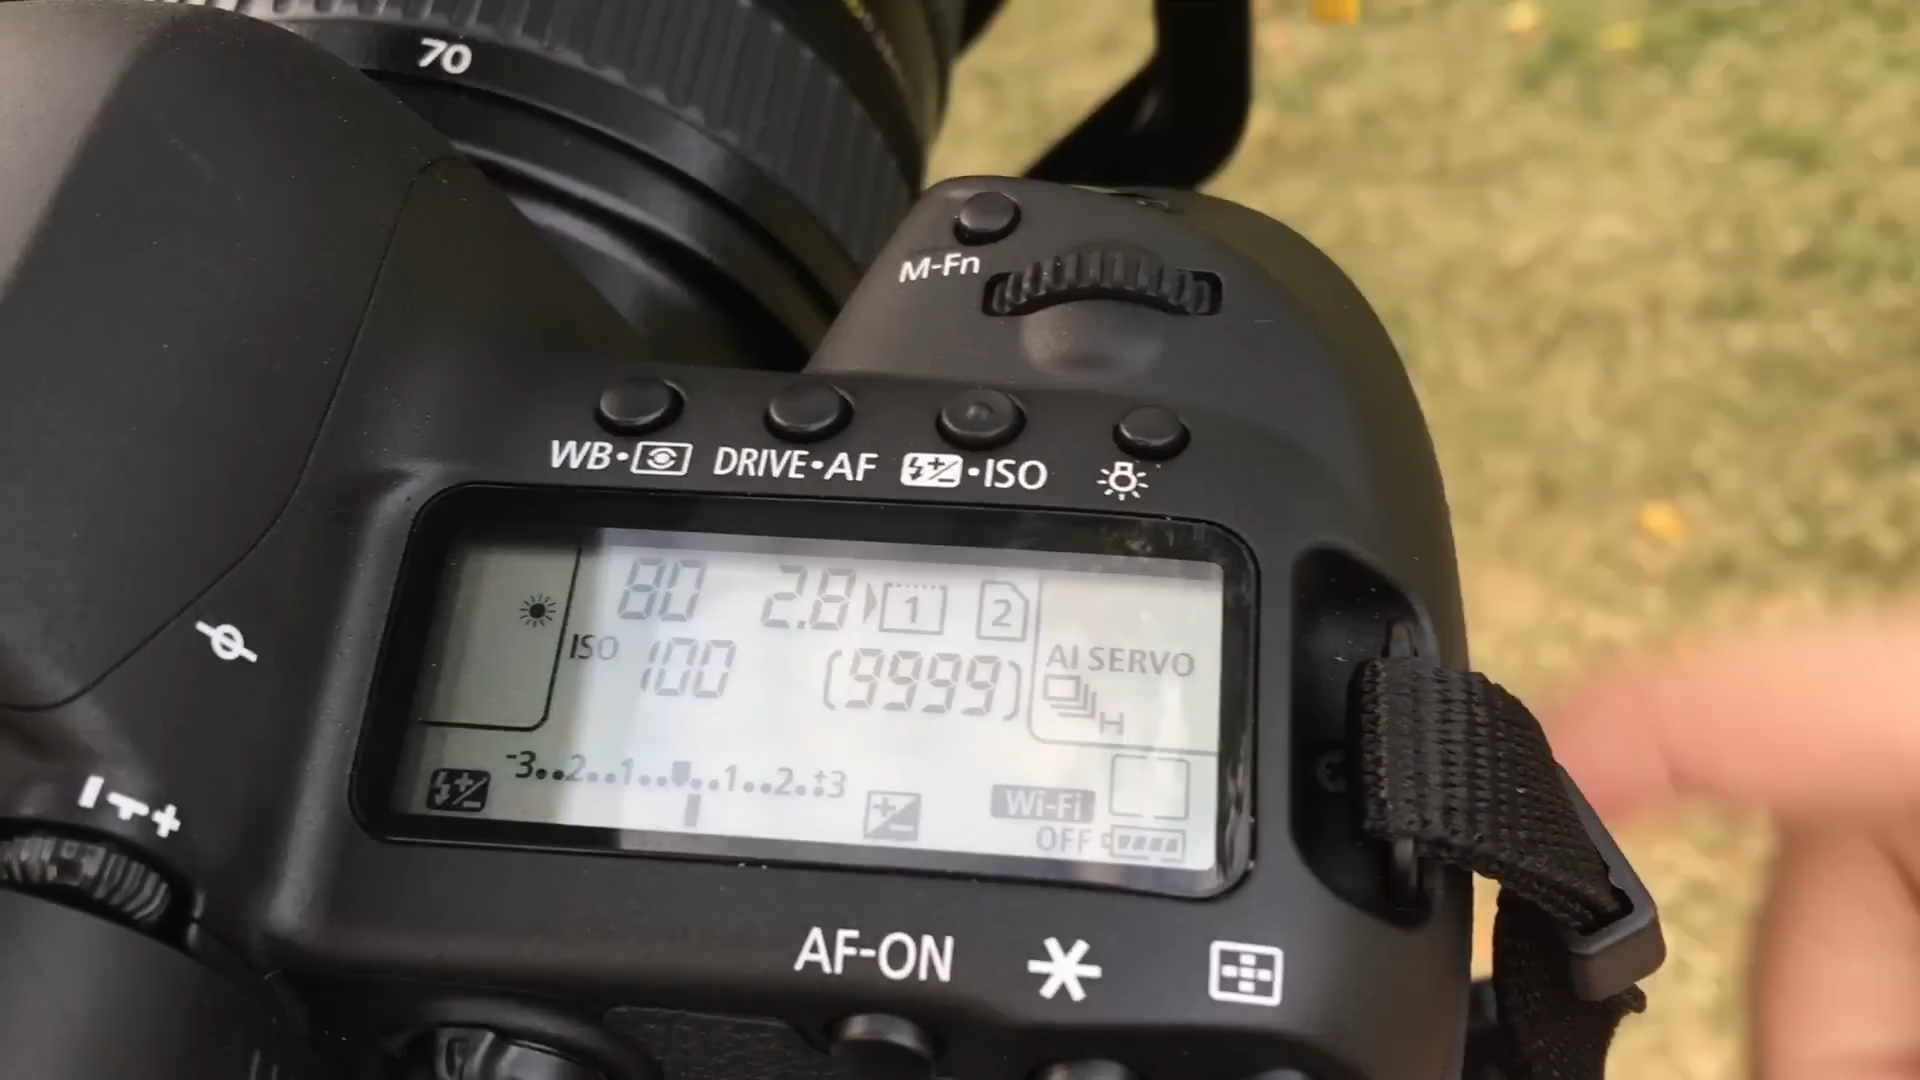 70
M-Fn
WB• DRIVE•AF •ISO
80 2.8 1 2
ISO 100 (9999) AI SERVO
H
-3..2..1..▼..1..2.:+3
Wi-Fi
OFF
AF-ON